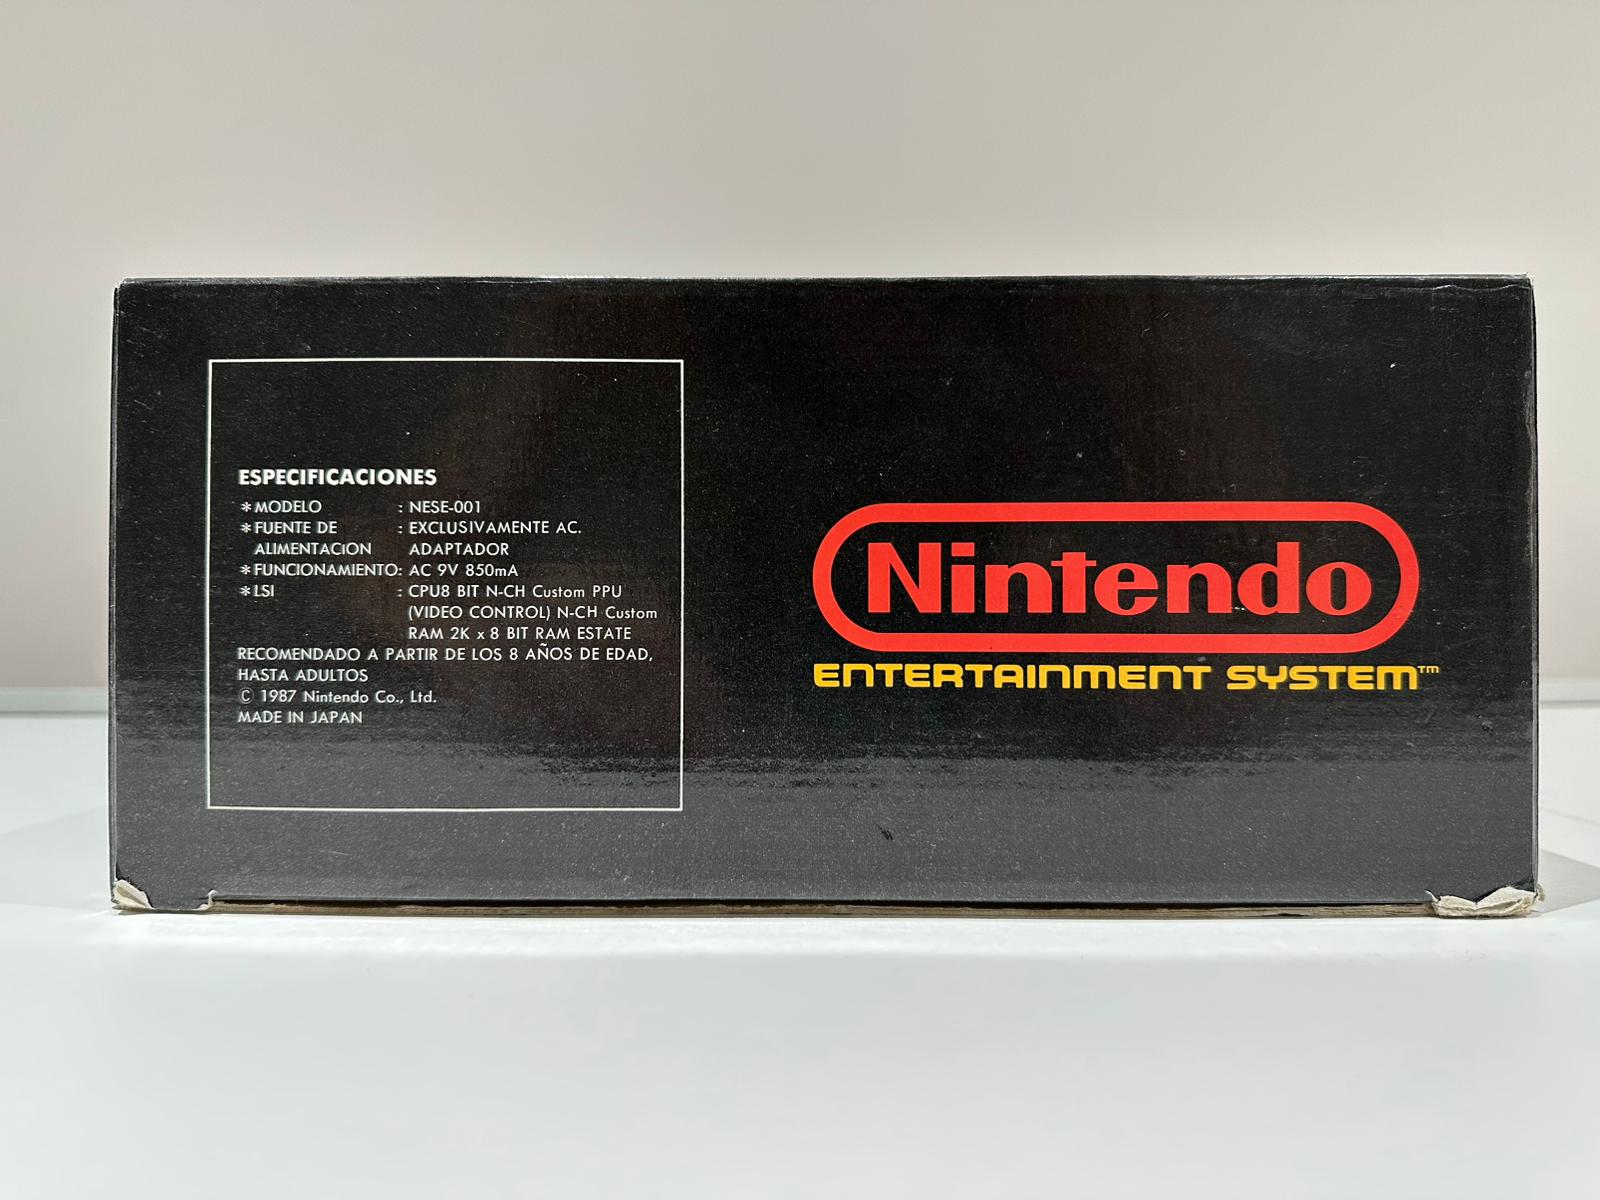 ESPECIFICACIONES
*MODELO : NESE-001
*FUENTE DE : EXCLUSIVAMENTE AC.
ALIMENTACION ADAPTADOR
*FUNCIONAMIENTO: AC 9V 850mA
*LSI : CPU8 BIT N-CH Custom PPU
(VIDEO CONTROL) N-CH Custom
RAM 2K x 8 BIT RAM ESTATE
RECOMENDADO A PARTIR DE LOS 8 AÑOS DE EDAD,
HASTA ADULTOS
© 1987 Nintendo Co., Ltd.
MADE IN JAPAN
Nintendo
ENTERTAINMENT SYSTEM™